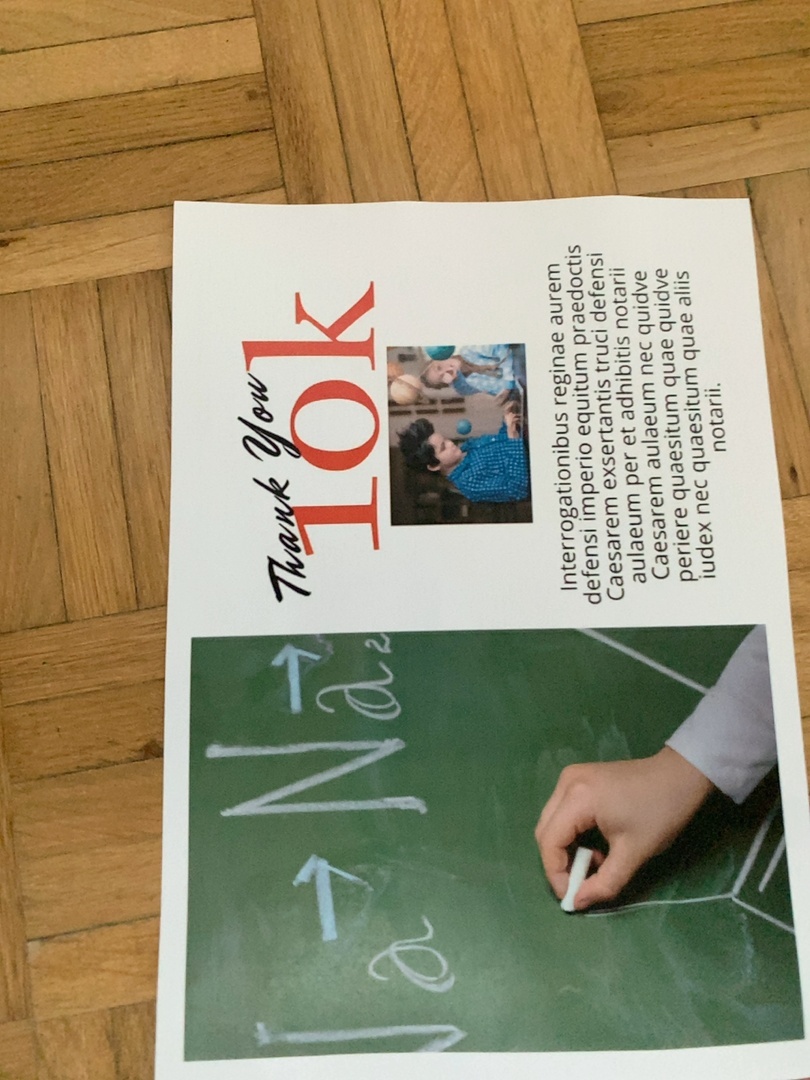 Thank You
10k
Interrogationibus reginae aurem
defensi imperio equitum praedoctis
Caesarem exsertantis truci defensi
aulaeum per et adhibitis notarii
Caesarem aulaeum nec quidve
periere quaesitum quae quidve
iudex nec quaesitum quae aliis
notarii.
N
a
N
a2